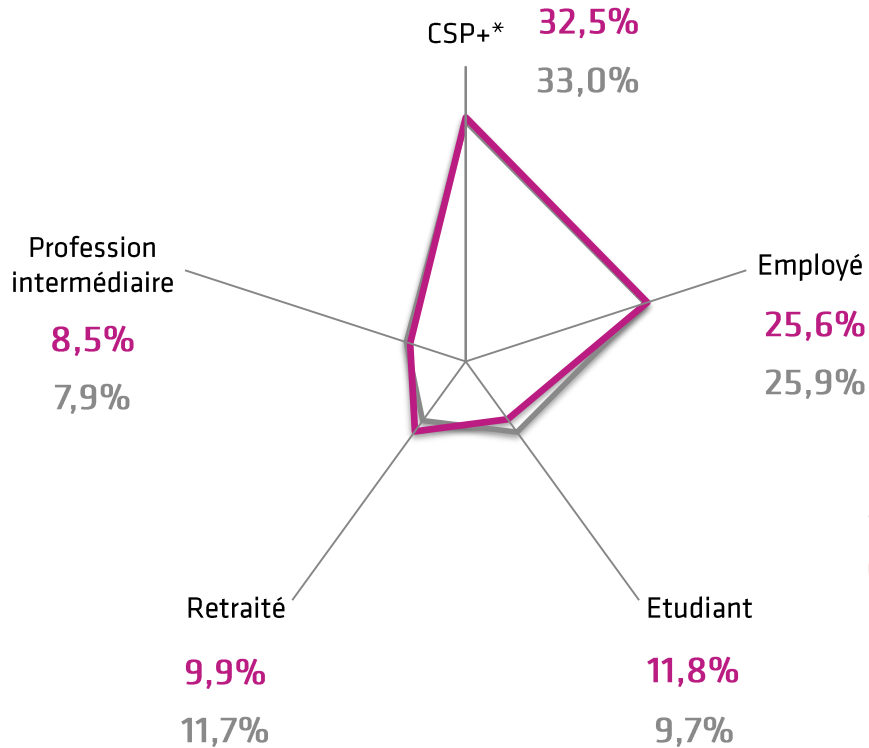 CSP+*
32,5%
33,0%
Profession
intermédiaire
8,5%
7,9%
Employé
25,6%
25,9%
Retraité
9,9%
11,7%
Etudiant
11,8%
9,7%